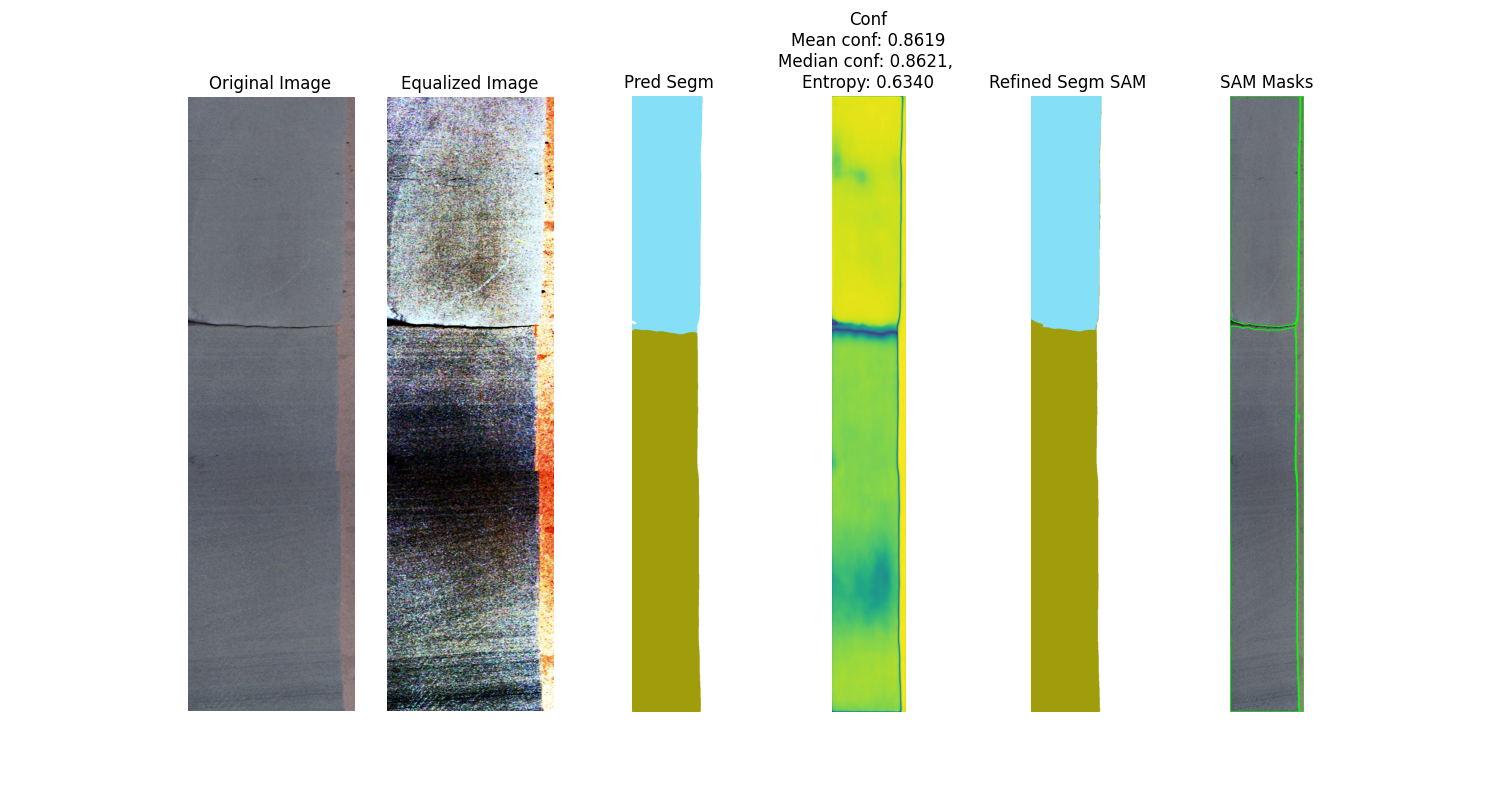 Original Image
Equalized Image
Pred Segm
Conf
Mean conf: 0.8619
Median conf: 0.8621,
Entropy: 0.6340
Refined Segm SAM
SAM Masks